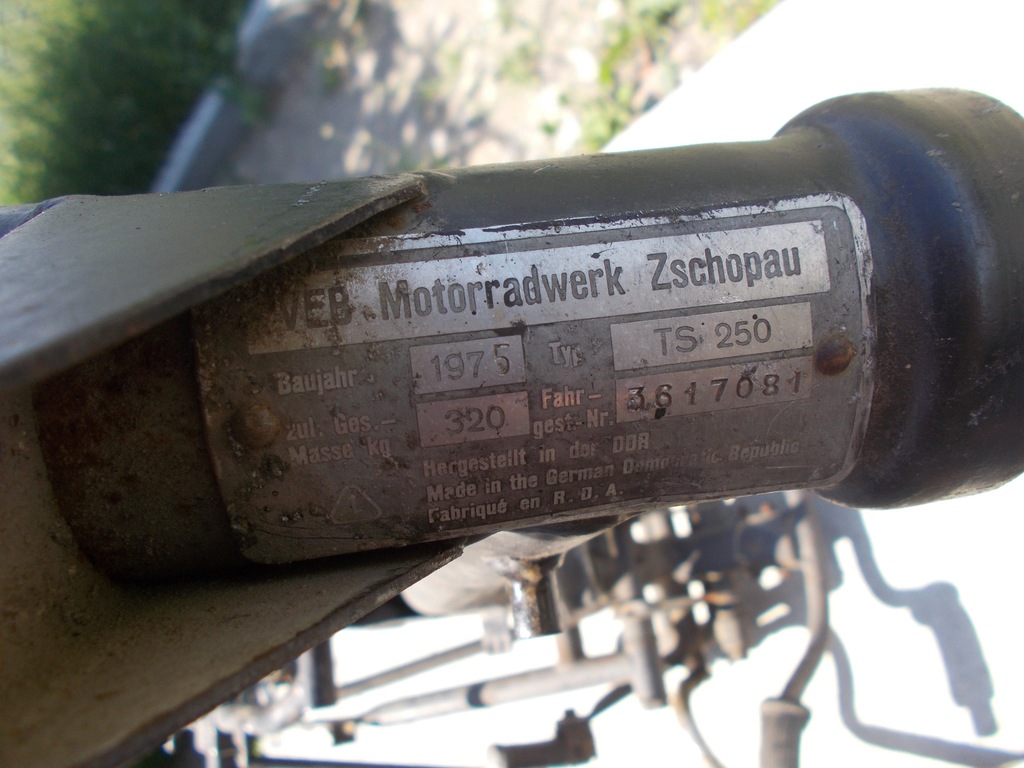 VEB Motorradwerk Zschopau
Baujahr 1975 Typ TS 250
zul. Ges.- Masse kg 320 Fahr- gest.-Nr. 3617081
Hergestellt in der DDR
Made in the German Democratic Republic
Fabriqué en R. D. A.